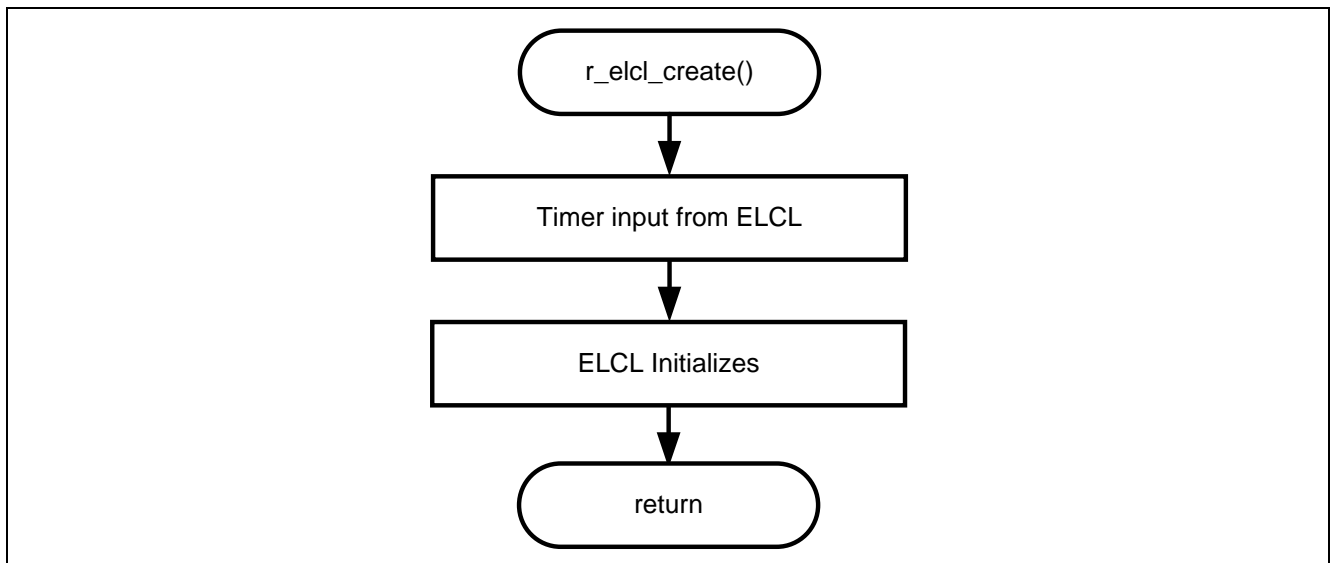 r_elcl_create()
Timer input from ELCL
ELCL Initializes
return